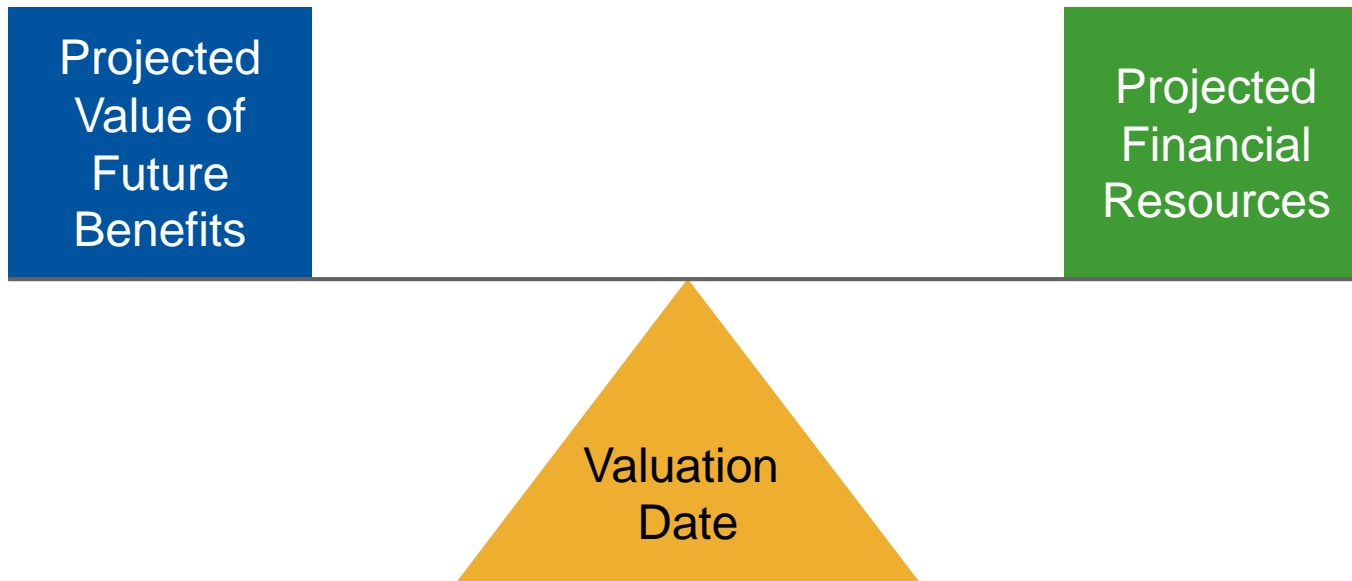 Projected
Value of
Future
Benefits
Projected
Financial
Resources
Valuation
Date